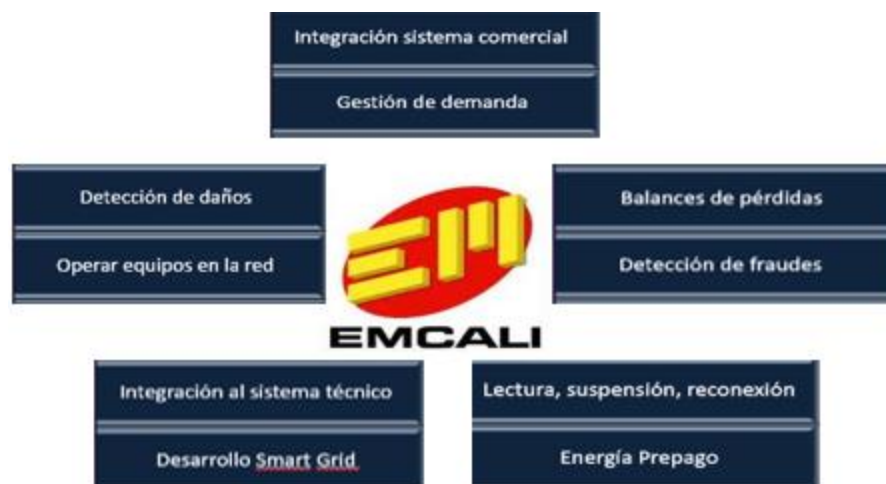 Integración sistema comercial
Gestión de demanda
Detección de daños
Operar equipos en la red
Balances de pérdidas
Detección de fraudes
EM
EMCALI
Integración al sistema técnico
Desarrollo Smart Grid
Lectura, suspensión, reconexión
Energía Prepago